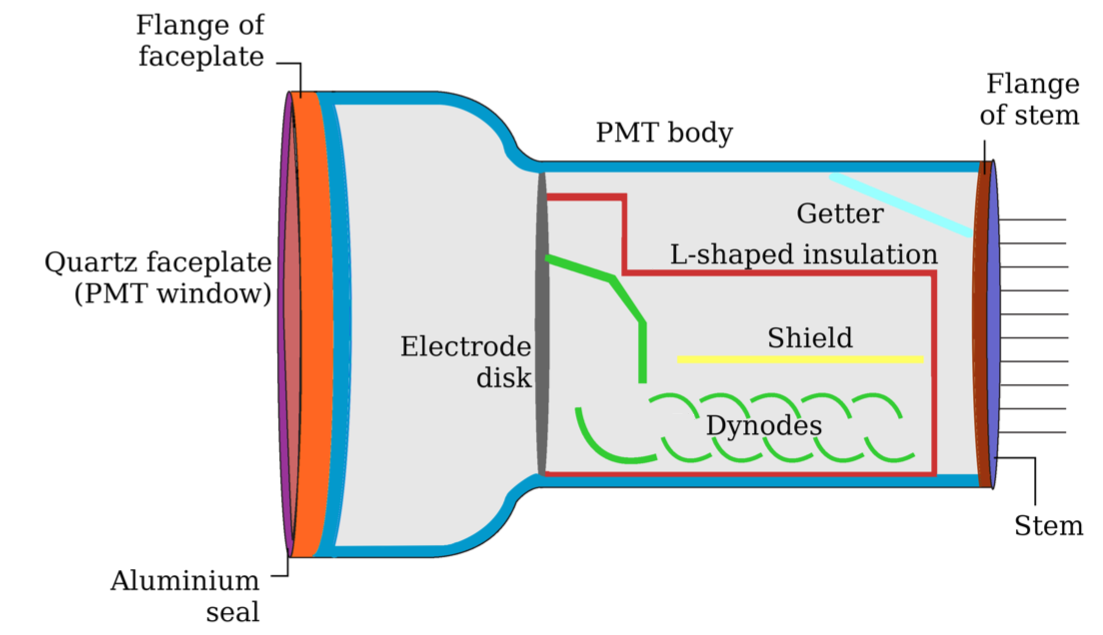 Flange of
faceplate
Flange
of stem
PMT body
Getter
L-shaped insulation
Quartz faceplate
(PMT window)
Electrode
disk
Shield
Dynodes
Stem
Aluminium
seal